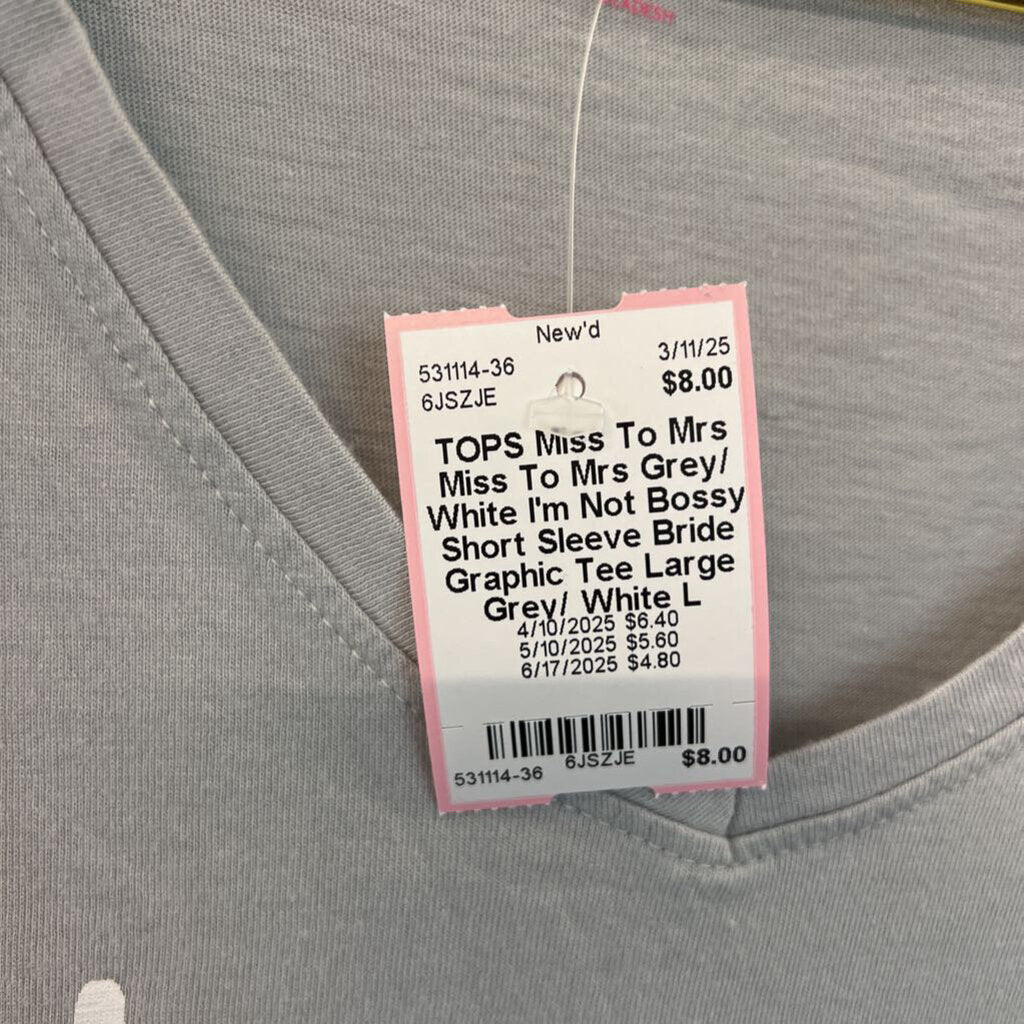 New'd
531114-36 3/11/25
6JSZJE $8.00
TOPS Miss To Mrs
Miss To Mrs Grey/
White I'm Not Bossy
Short Sleeve Bride
Graphic Tee Large
Grey/ White L
4/10/2025 $6.40
5/10/2025 $5.60
6/17/2025 $4.80
6JSZJE
531114-36 $8.00